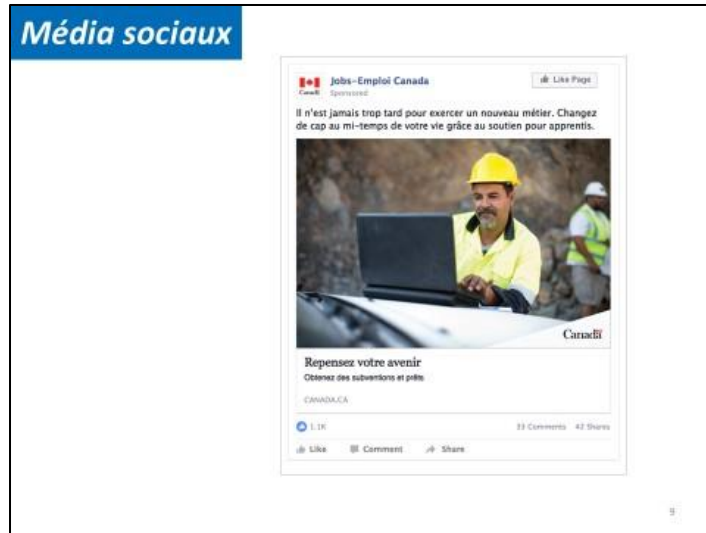 Média sociaux
Jobs-Emploi Canada
Like Page
Canada
Sponsored
Il n'est jamais trop tard pour exercer un nouveau métier. Changez
de cap au mi-temps de votre vie grâce au soutien pour apprentis.
Canada
Repensez votre avenir
Obtenez des subventions et prêts
CANADA.CA
1.1K
33 Comments 42 Shares
Like Comment Share
9